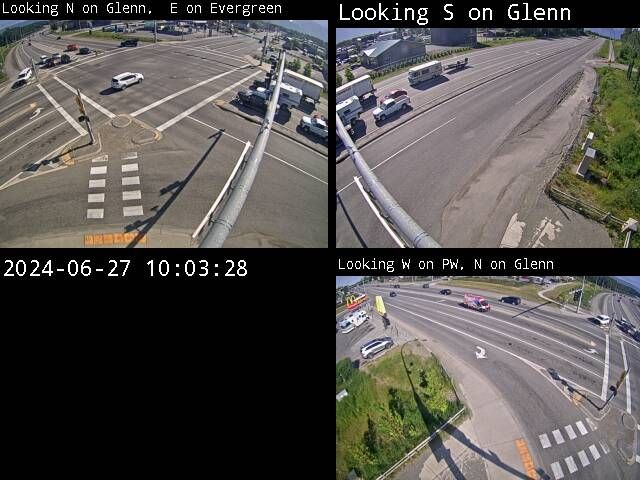 Looking N on Glenn,  E on Evergreen
Looking S on Glenn
2024-06-27 10:03:28
Looking W on PW, N on Glenn